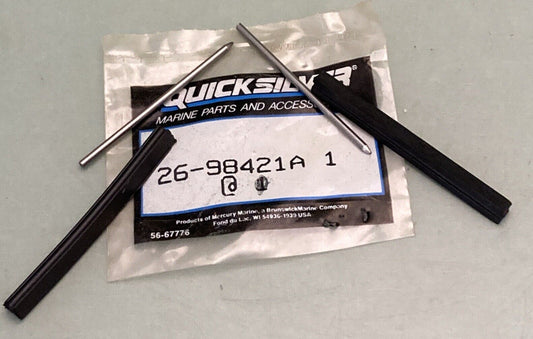 QUICKSILVER®
MARINE PARTS AND ACCESS
26-98421A 1
@ 1
Products of Mercury Marine, a Brunswick Marine Company
Fond du Lac, WI 54936-1939 USA
56-67776